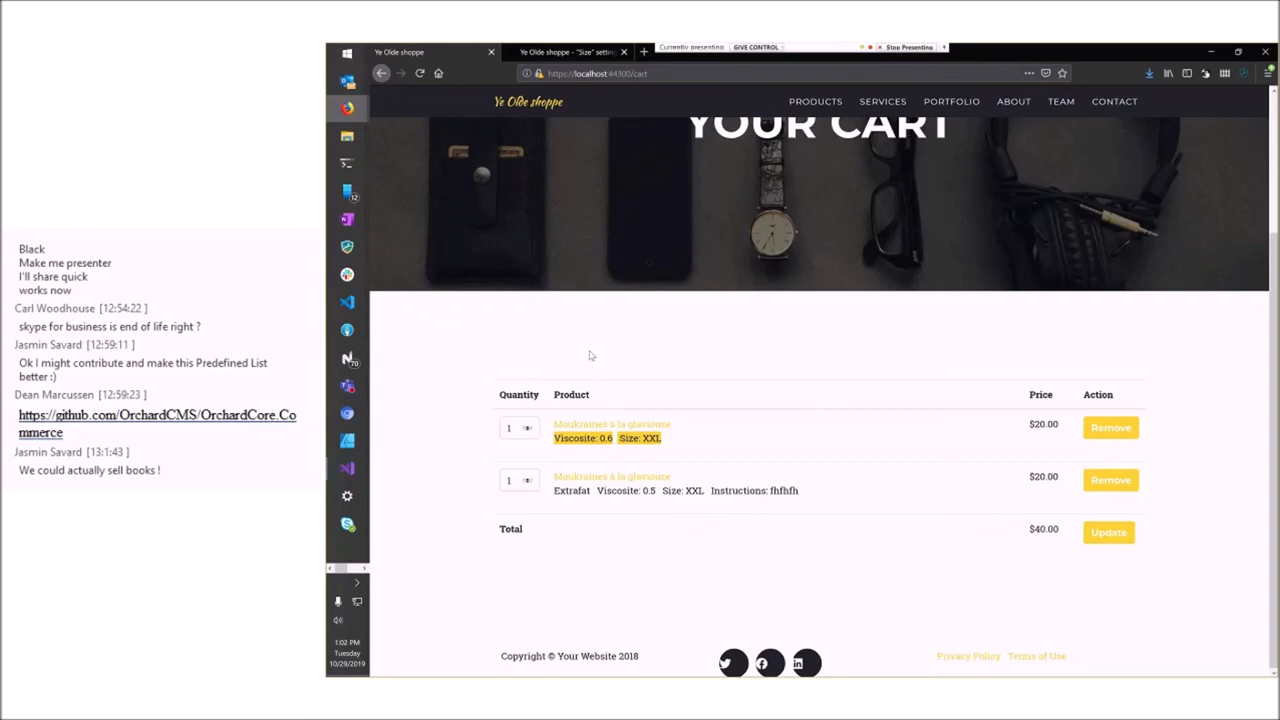 Black
Make me presenter
I'll share quick
works now
Carl Woodhouse [12:54:22 ]
skype for business is end of life right ?
Jasmin Savard [12:59:11 ]
Ok I might contribute and make this Predefined List
better :)
Dean Marcussen [12:59:23 ]
https://github.com/OrchardCMS/OrchardCore.Co
mmerce
Jasmin Savard [13:1:43 ]
We could actually sell books !
Ye Olde shoppe
Ye Olde shoppe - "Size" setting
Currently presenting
GIVE CONTROL
Stop Presenting
https://localhost:44300/cart
Ye Olde shoppe
PRODUCTS SERVICES PORTFOLIO ABOUT TEAM CONTACT
YOUR CART
Quantity Product Price Action
1 Moukraines à la glaviouze $20.00 Remove
Viscosite: 0.6 Size: XXL
1 Moukraines à la glaviouze $20.00 Remove
Extrafat Viscosite: 0.5 Size: XXL Instructions: fhfhfh
Total $40.00 Update
Copyright © Your Website 2018
Privacy Policy Terms of Use
12
70
1:02 PM
Tuesday
10/29/2019